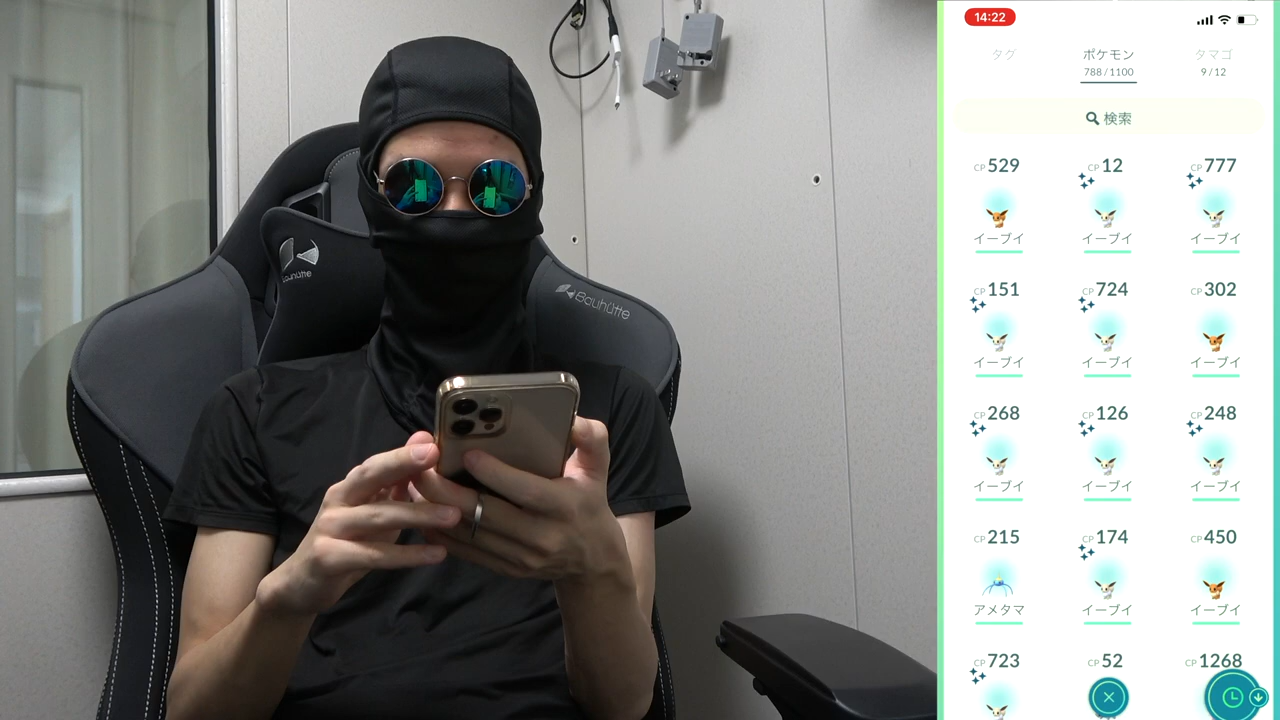 Bauhütte
14:22
タグ
ポケモン
タマゴ
788 / 1100
9 / 12
検索
CP529
CP12
CP777
イーブイ
イーブイ
イーブイ
CP151
CP724
CP302
イーブイ
イーブイ
イーブイ
CP268
CP126
CP248
イーブイ
イーブイ
イーブイ
CP215
CP174
CP450
アメタマ
イーブイ
イーブイ
CP723
CP52
CP1268